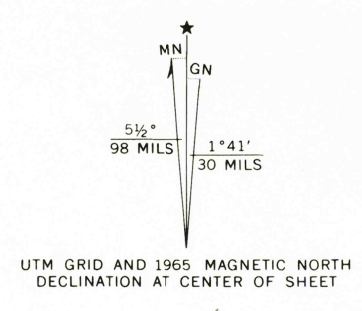 ★
MN
GN
5½°
98 MILS
1°41'
30 MILS
UTM GRID AND 1965 MAGNETIC NORTH
DECLINATION AT CENTER OF SHEET